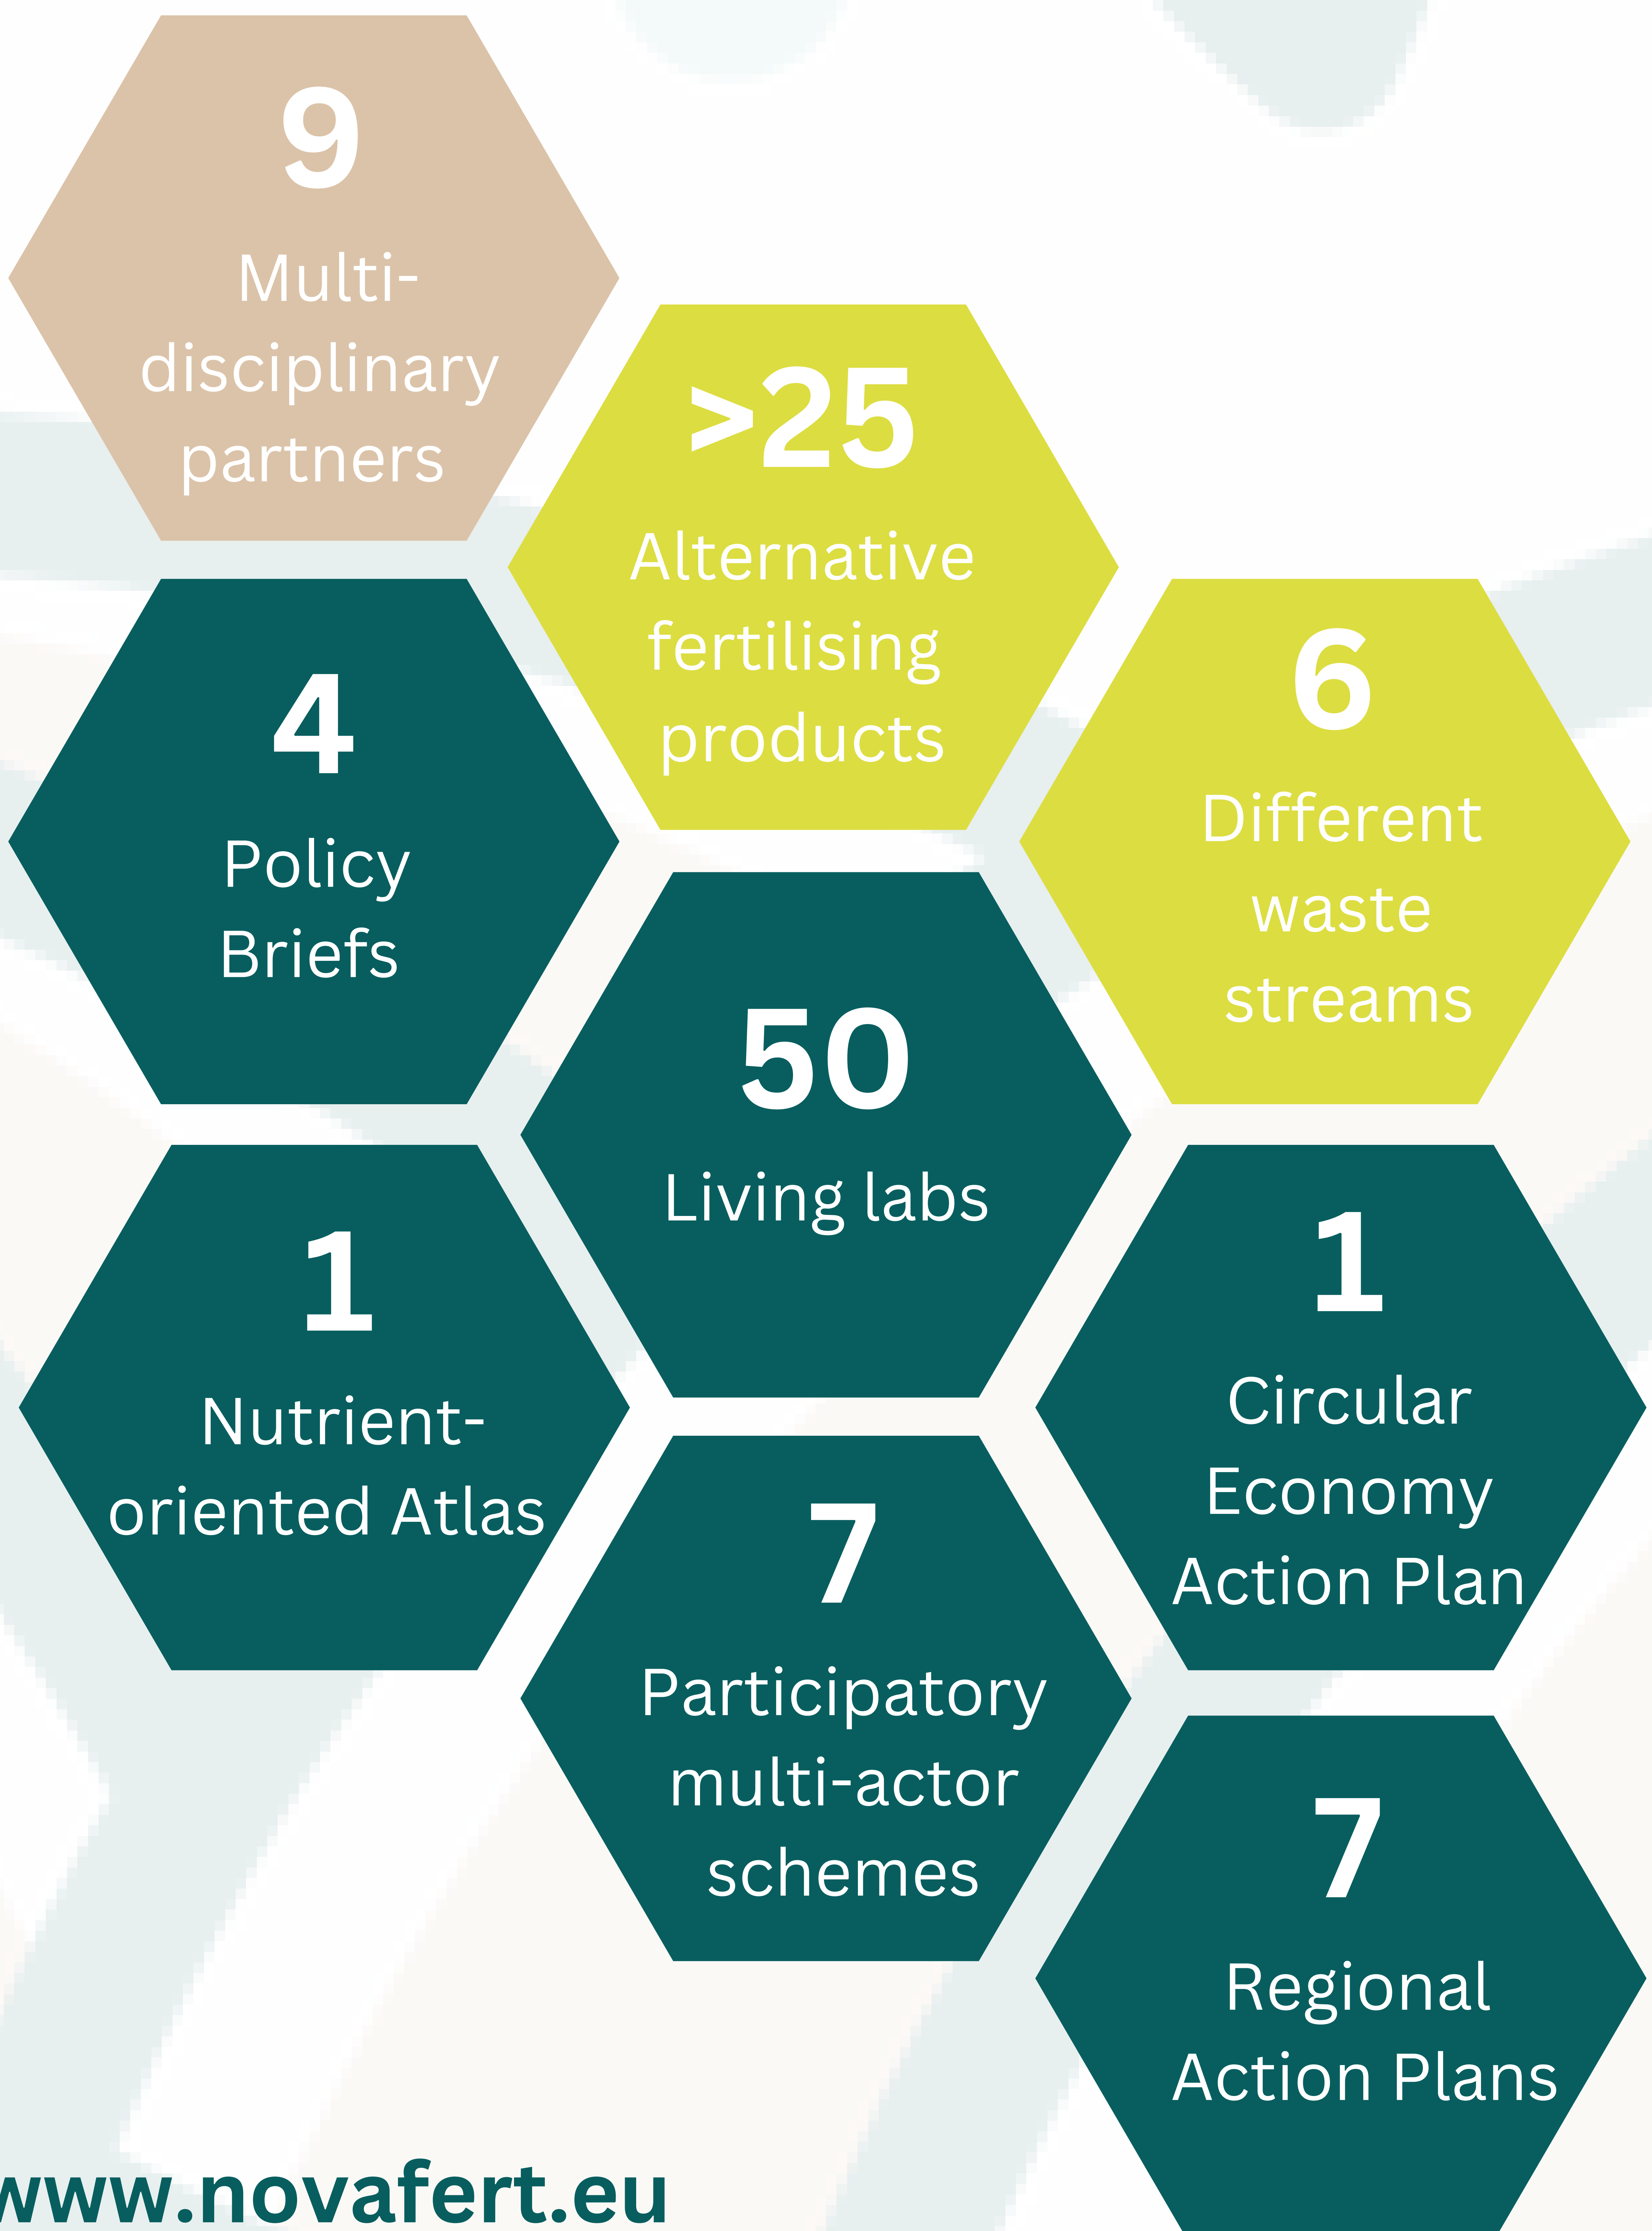 9
Multi-
disciplinary
partners
>25
Alternative
fertilising
products
6
Different
waste
streams
4
Policy
Briefs
50
Living labs
1
Nutrient-
oriented Atlas
1
Circular
Economy
Action Plan
7
Participatory
multi-actor
schemes
7
Regional
Action Plans
www.novafert.eu